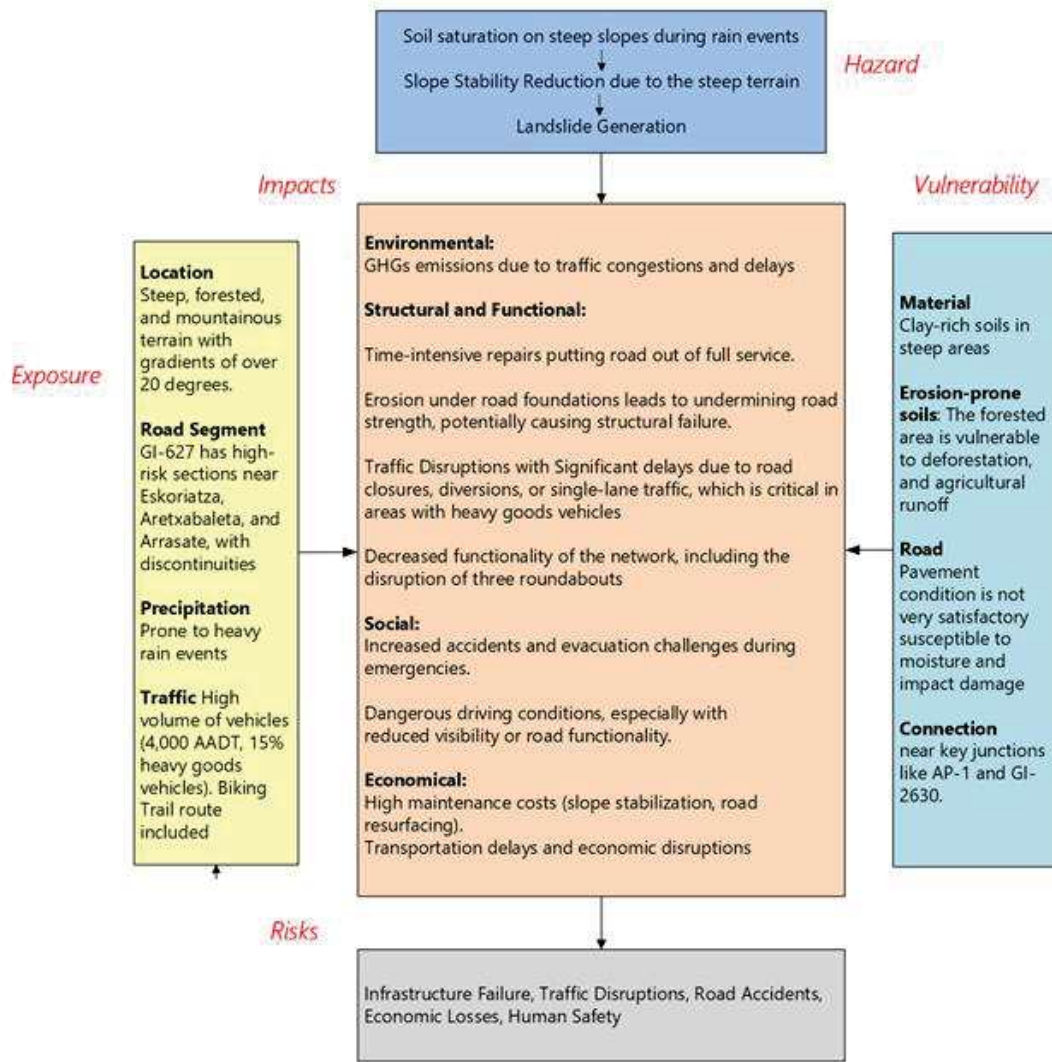 Soil saturation on steep slopes during rain events
Slope Stability Reduction due to the steep terrain
Landslide Generation
Hazard
Impacts
Vulnerability
Exposure
Location
Steep, forested,
and mountainous
terrain with
gradients of over
20 degrees.
Road Segment
GI-627 has high-
risk sections near
Eskoriatza,
Aretxabaleta, and
Arrasate, with
discontinuities
Precipitation
Prone to heavy
rain events
Traffic High
volume of vehicles
(4,000 AADT, 15%
heavy goods
vehicles). Biking
Trail route
included
Environmental:
GHGs emissions due to traffic congestions and delays
Structural and Functional:
Time-intensive repairs putting road out of full service.
Erosion under road foundations leads to undermining road
strength, potentially causing structural failure.
Traffic Disruptions with Significant delays due to road
closures, diversions, or single-lane traffic, which is critical in
areas with heavy goods vehicles
Decreased functionality of the network, including the
disruption of three roundabouts
Social:
Increased accidents and evacuation challenges during
emergencies.
Dangerous driving conditions, especially with
reduced visibility or road functionality.
Economical:
High maintenance costs (slope stabilization, road
resurfacing).
Transportation delays and economic disruptions
Material
Clay-rich soils in
steep areas
Erosion-prone
soils: The forested
area is vulnerable
to deforestation,
and agricultural
runoff
Road
Pavement
condition is not
very satisfactory
susceptible to
moisture and
impact damage
Connection
near key junctions
like AP-1 and GI-
2630.
Risks
Infrastructure Failure, Traffic Disruptions, Road Accidents,
Economic Losses, Human Safety